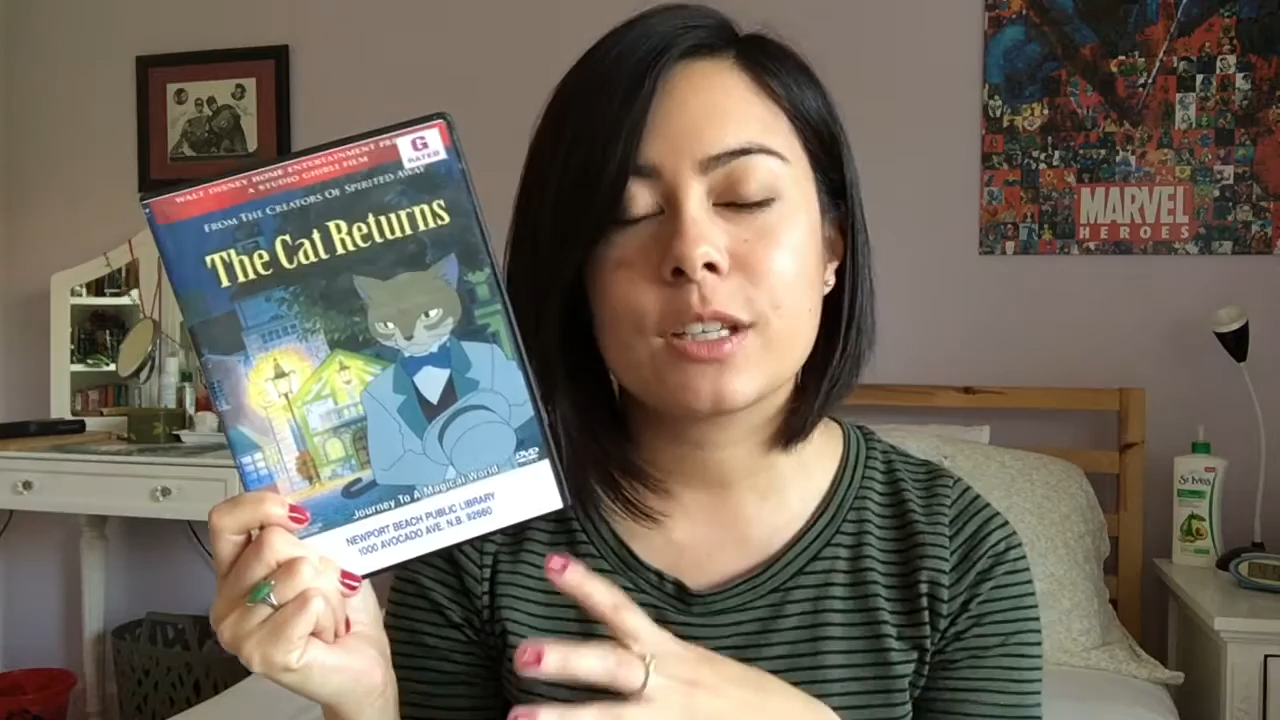 WALT DISNEY HOME ENTERTAINMENT
A STUDIO GHIBLI FILM
G
RATED
FROM THE CREATORS OF SPIRITED AWAY
The Cat Returns
DVD
Journey To A Magical World
NEWPORT BEACH PUBLIC LIBRARY
1000 AVOCADO AVE. N.B. 92660
MARVEL
HEROES
St. Ives